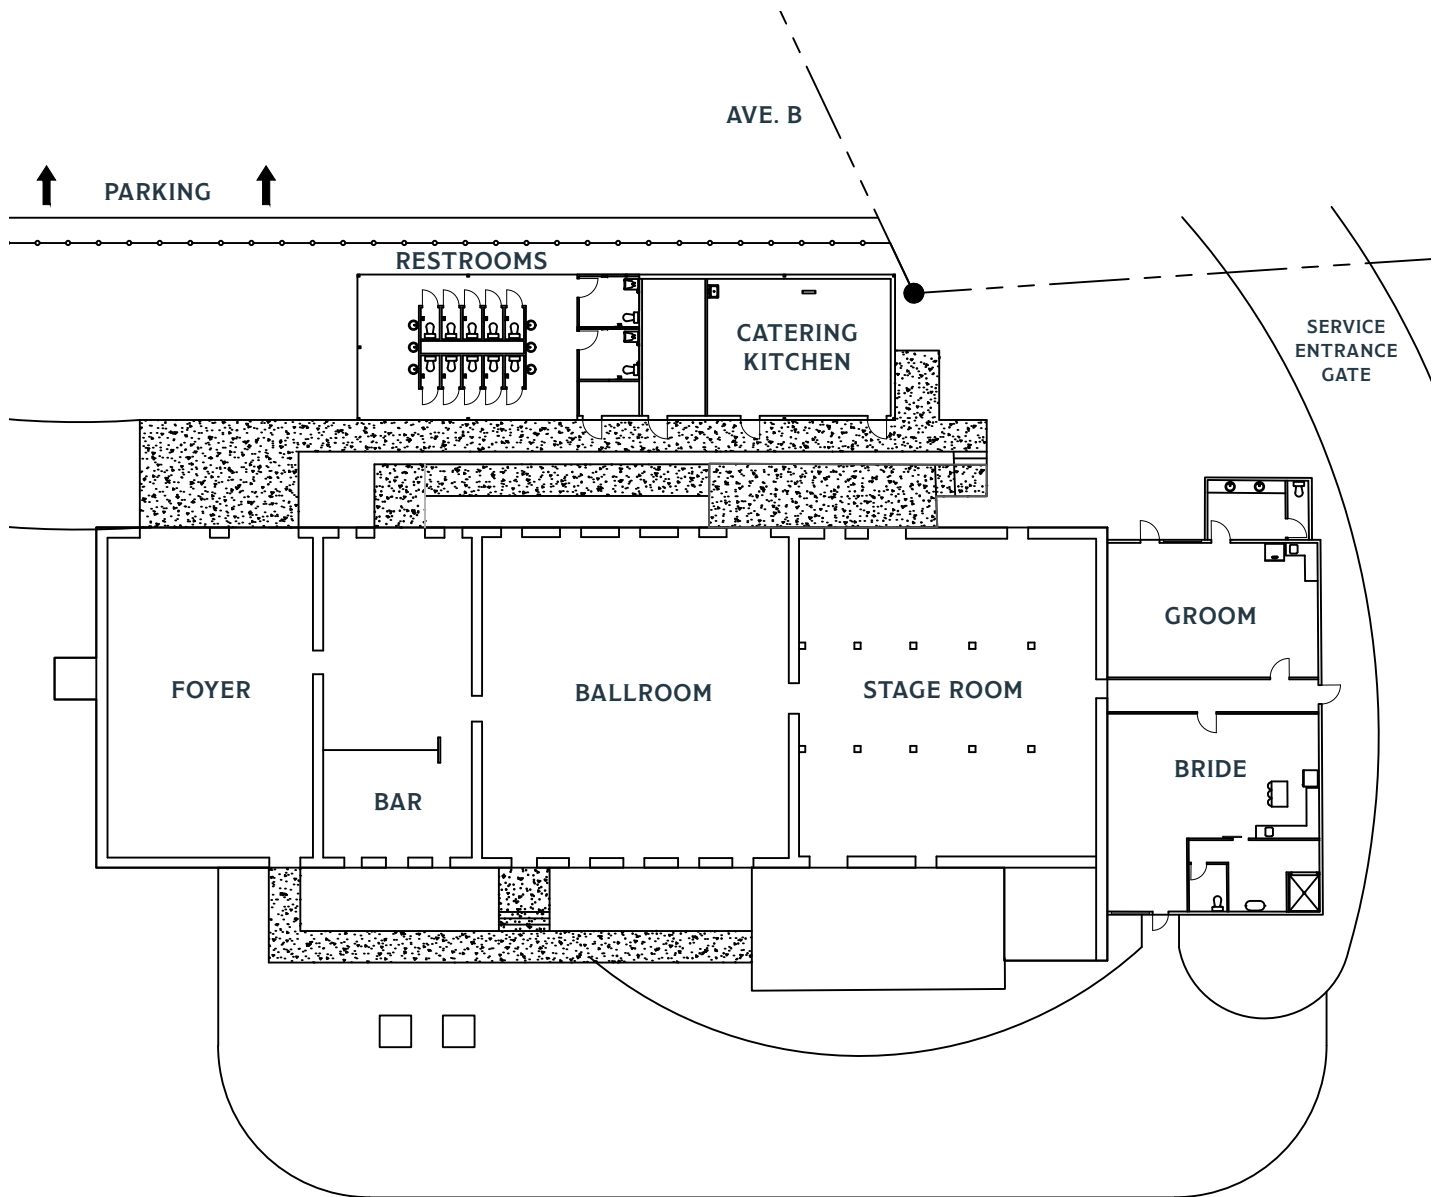 AVE. B
PARKING
RESTROOMS
CATERING
KITCHEN
SERVICE
ENTRANCE
GATE
GROOM
FOYER
BALLROOM
STAGE ROOM
BRIDE
BAR